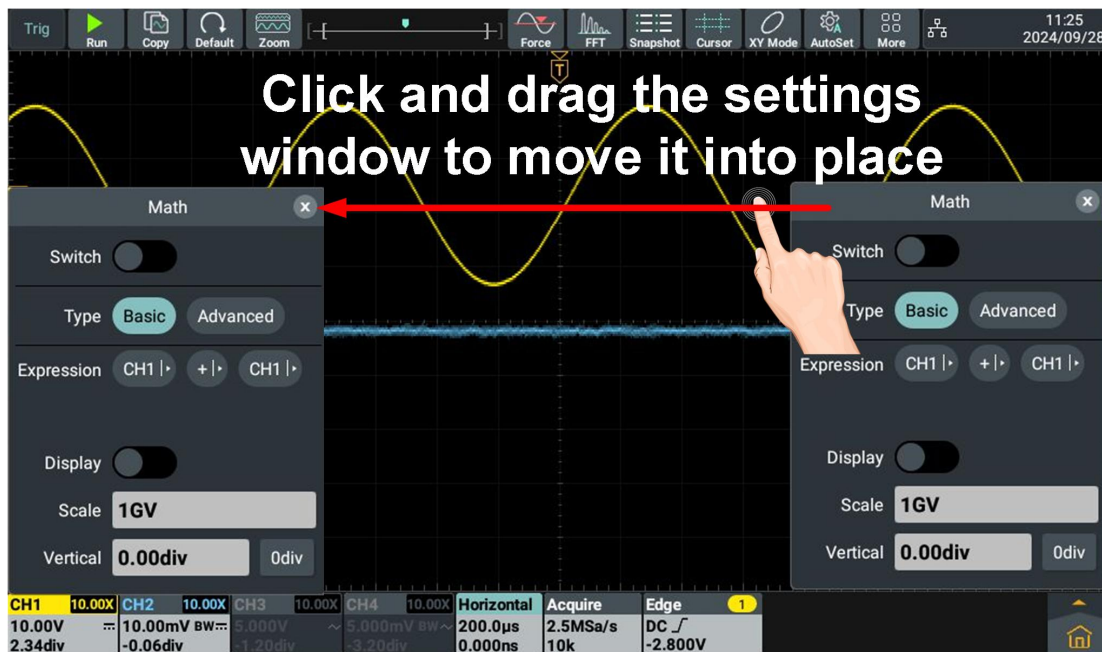 Trig Run Copy Default Zoom Force FFT Snapshot Cursor XY Mode AutoSet More 11:25
2024/09/28
T
Click and drag the settings
window to move it into place
Math x
Switch
Type Basic Advanced
Expression CH1 + CH1
Display
Scale 1GV
Vertical 0.00div 0div
Math x
Switch
Type Basic Advanced
Expression CH1 + CH1
Display
Scale 1GV
Vertical 0.00div 0div
CH1 10.00X CH2 10.00X CH3 10.00X CH4 10.00X Horizontal Acquire Edge 1
10.00V 10.00mV BW 5.000V 5.000mV BW 200.0µs 2.5MSa/s DC
2.34div -0.06div -1.20div -3.20div 0.000ns 10k -2.800V